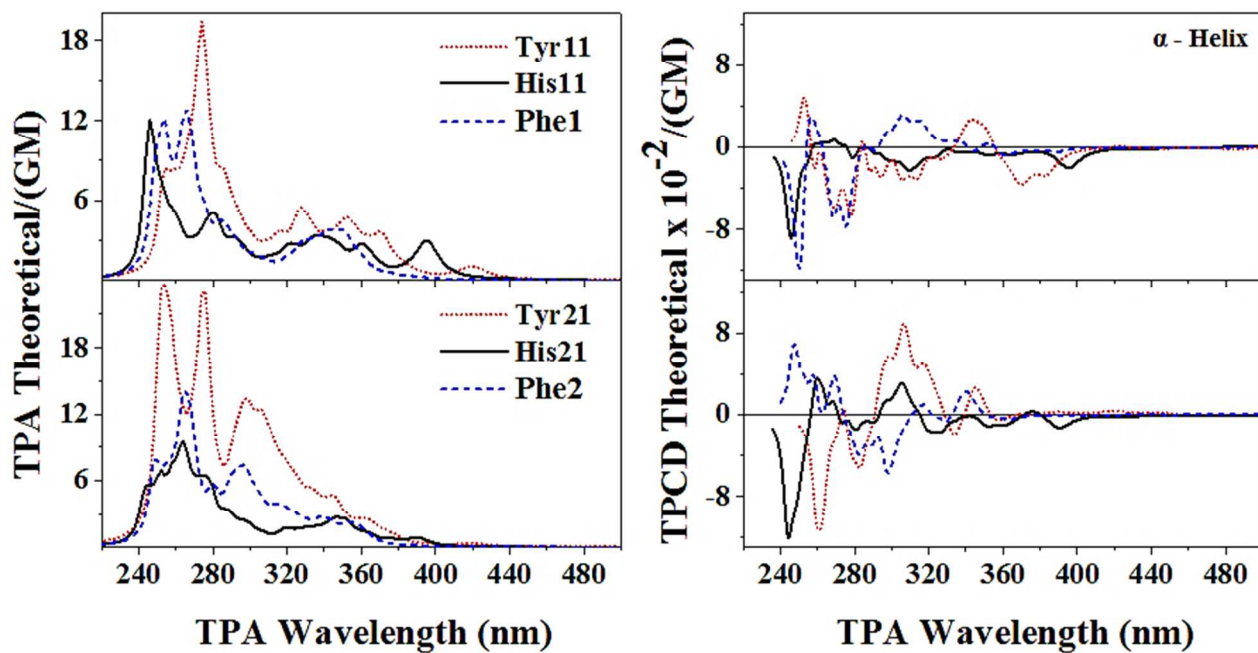 TPA Theoretical/(GM)
18
12
6
Tyr11
His11
Phe1
18
12
6
Tyr21
His21
Phe2
240 280 320 360 400 440 480
TPA Wavelength (nm)
TPCD Theoretical x 10⁻²/(GM)
8
0
-8
α - Helix
8
0
-8
240 280 320 360 400 440 480
TPA Wavelength (nm)